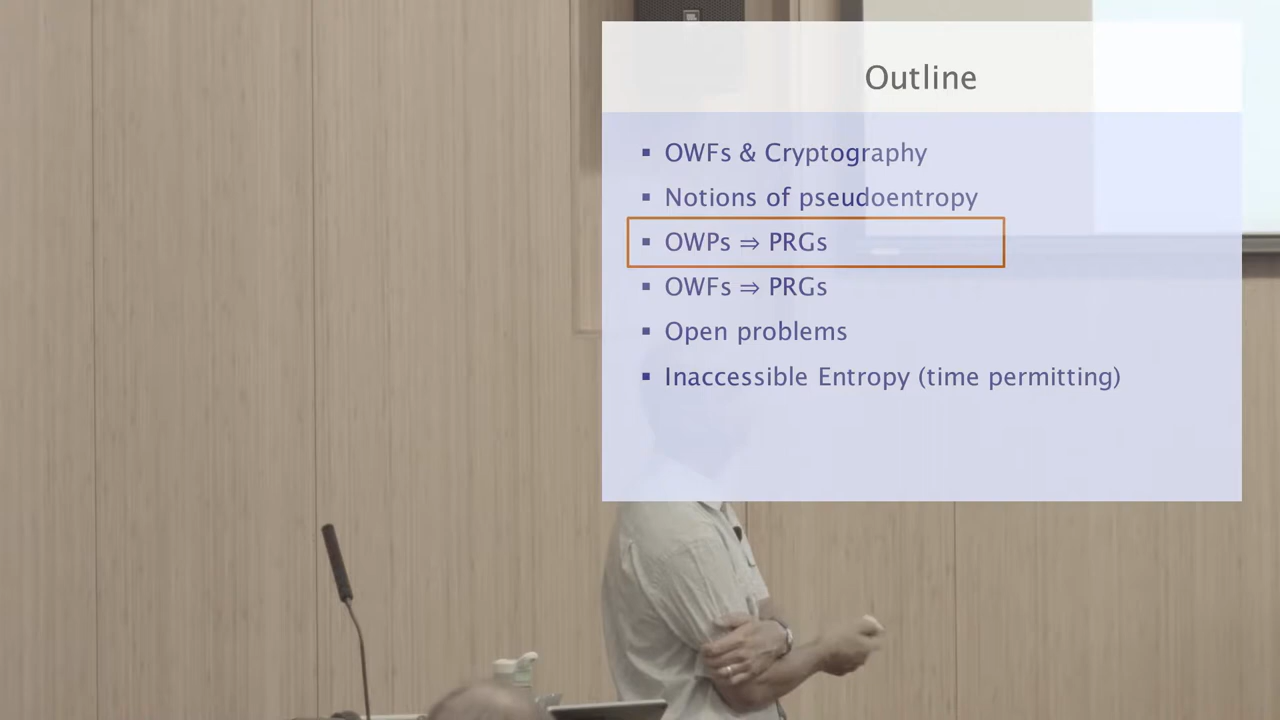 Outline
▪ OWFs & Cryptography
▪ Notions of pseudoentropy
▪ OWPs ⇒ PRGs
▪ OWFs ⇒ PRGs
▪ Open problems
▪ Inaccessible Entropy (time permitting)